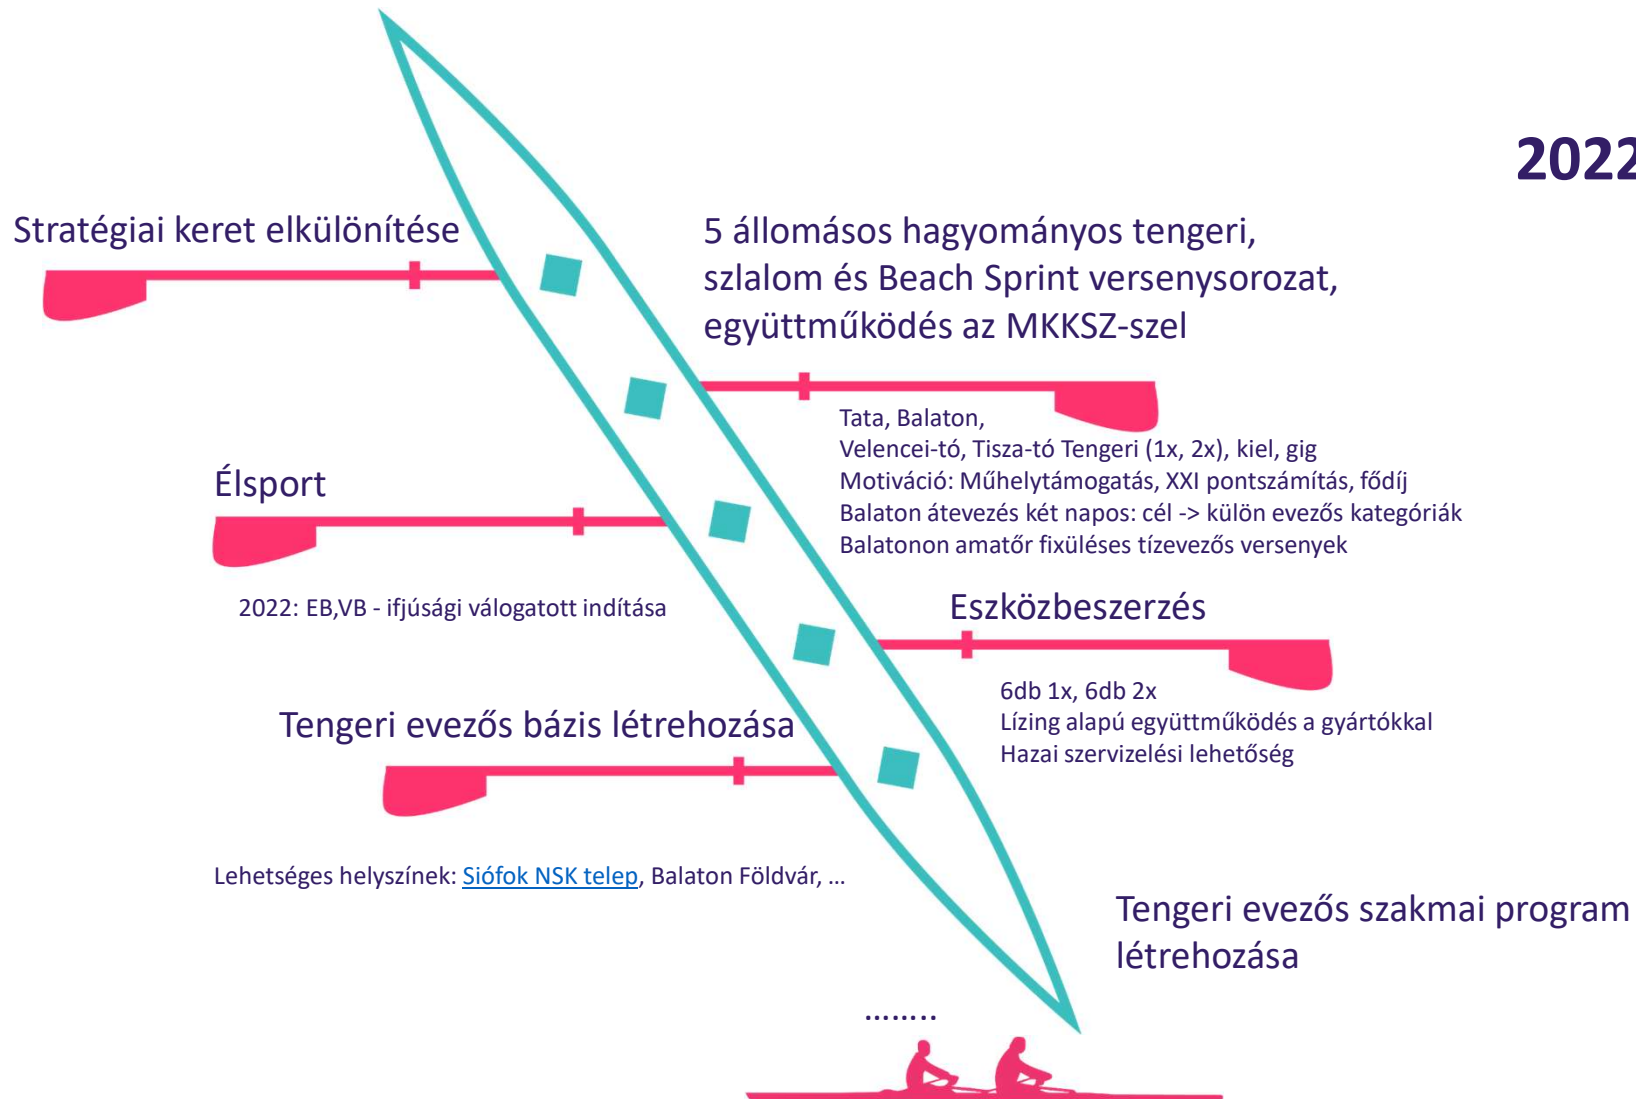 2022
Stratégiai keret elkülönítése
5 állomásos hagyományos tengeri,
szlalom és Beach Sprint versenysorozat,
együttműködés az MKKSZ-szel
Tata, Balaton,
Velencei-tó, Tisza-tó Tengeri (1x, 2x), kiel, gig
Motiváció: Műhelytámogatás, XXI pontszámítás, fődíj
Balaton átevezés két napos: cél -> külön evezős kategóriák
Balatonon amatőr fixüléses tízevezős versenyek
Élsport
2022: EB,VB - ifjúsági válogatott indítása
Eszközbeszerzés
6db 1x, 6db 2x
Lízing alapú együttműködés a gyártókkal
Hazai szervizelési lehetőség
Tengeri evezős bázis létrehozása
Lehetséges helyszínek: Siófok NSK telep, Balaton Földvár, ...
Tengeri evezős szakmai program
létrehozása
........